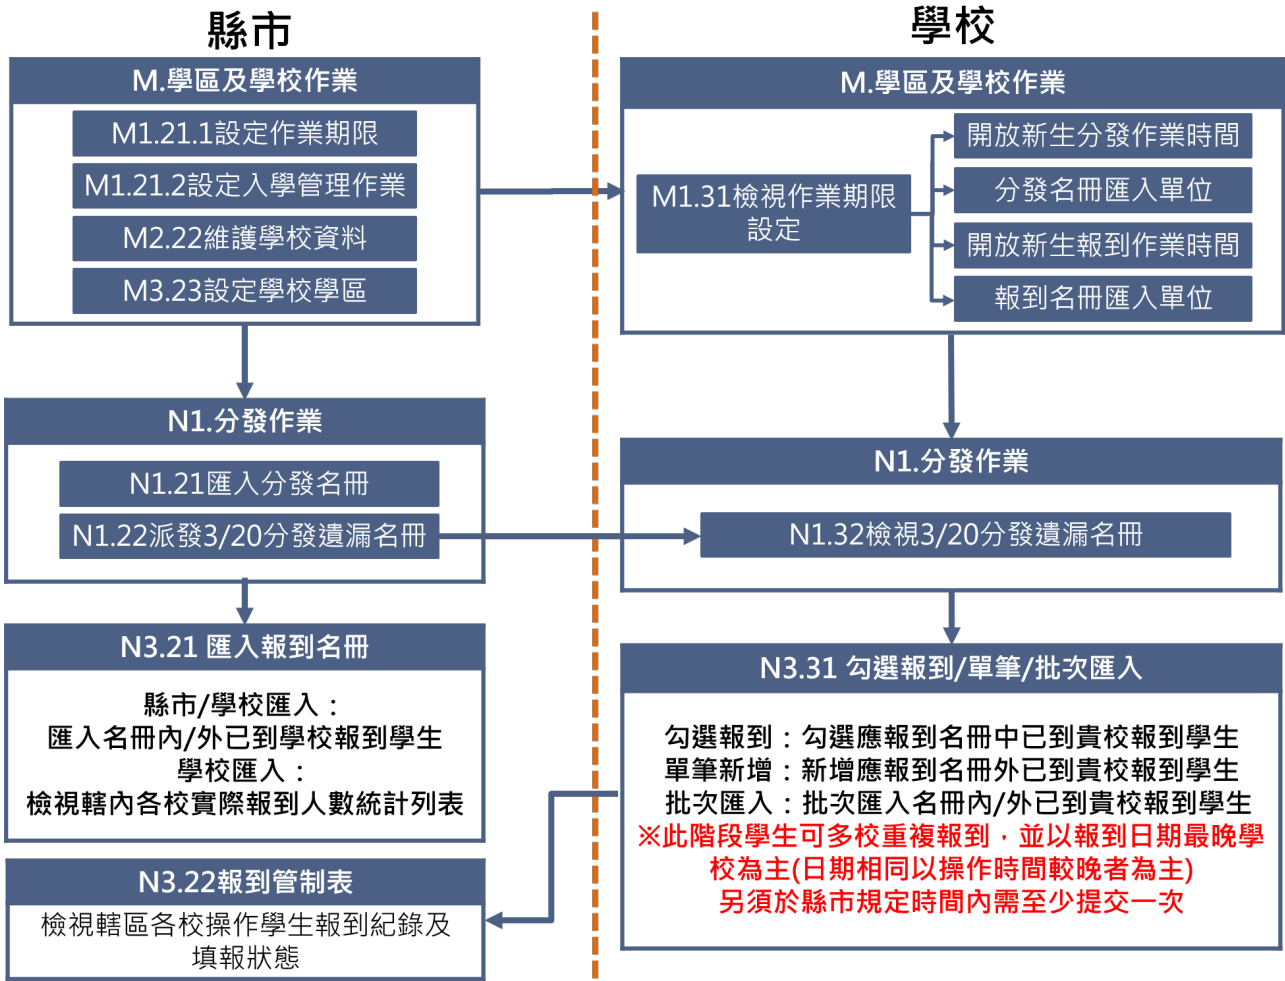 縣市
M.學區及學校作業
M1.21.1設定作業期限
M1.21.2設定入學管理作業
M2.22維護學校資料
M3.23設定學校學區
N1.分發作業
N1.21匯入分發名冊
N1.22派發3/20分發遺漏名冊
N3.21 匯入報到名冊
縣市/學校匯入：
匯入名冊內/外已到學校報到學生
學校匯入：
檢視轄內各校實際報到人數統計列表
N3.22報到管制表
檢視轄區各校操作學生報到紀錄及
填報狀態
學校
M.學區及學校作業
M1.31檢視作業期限
設定
開放新生分發作業時間
分發名冊匯入單位
開放新生報到作業時間
報到名冊匯入單位
N1.分發作業
N1.32檢視3/20分發遺漏名冊
N3.31 勾選報到/單筆/批次匯入
勾選報到：勾選應報到名冊中已到貴校報到學生
單筆新增：新增應報到名冊外已到貴校報到學生
批次匯入：批次匯入名冊內/外已到貴校報到學生
※此階段學生可多校重複報到，並以報到日期最晚學
校為主(日期相同以操作時間較晚者為主)
另須於縣市規定時間內需至少提交一次